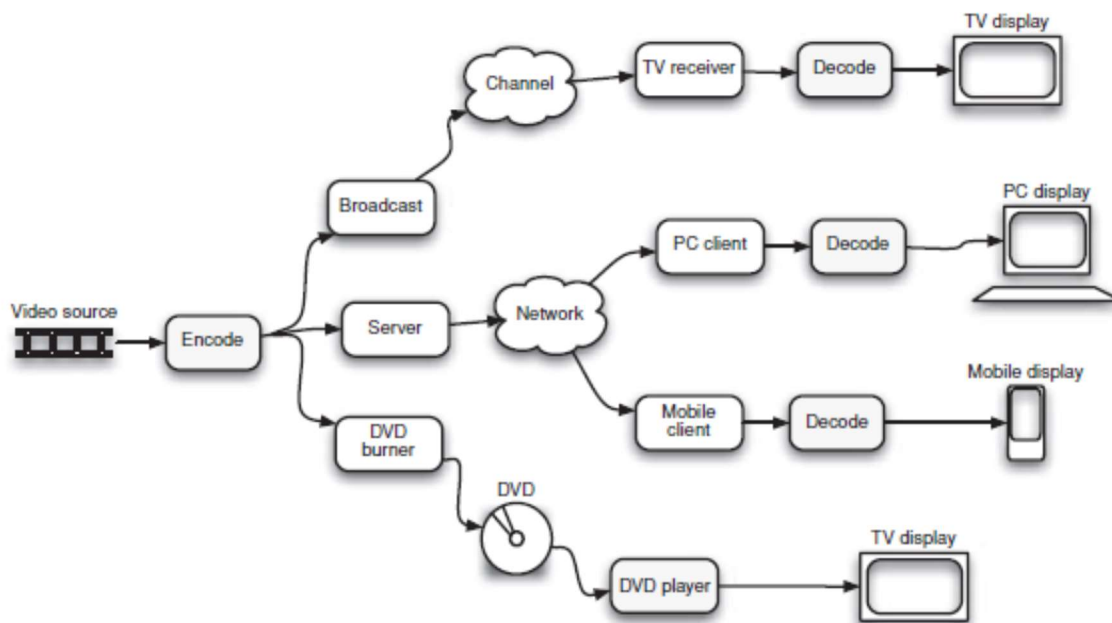 TV display
Channel
TV receiver
Decode
Broadcast
PC display
PC client
Decode
Video source
Encode
Server
Network
Mobile display
Mobile
client
Decode
DVD
burner
DVD
TV display
DVD player